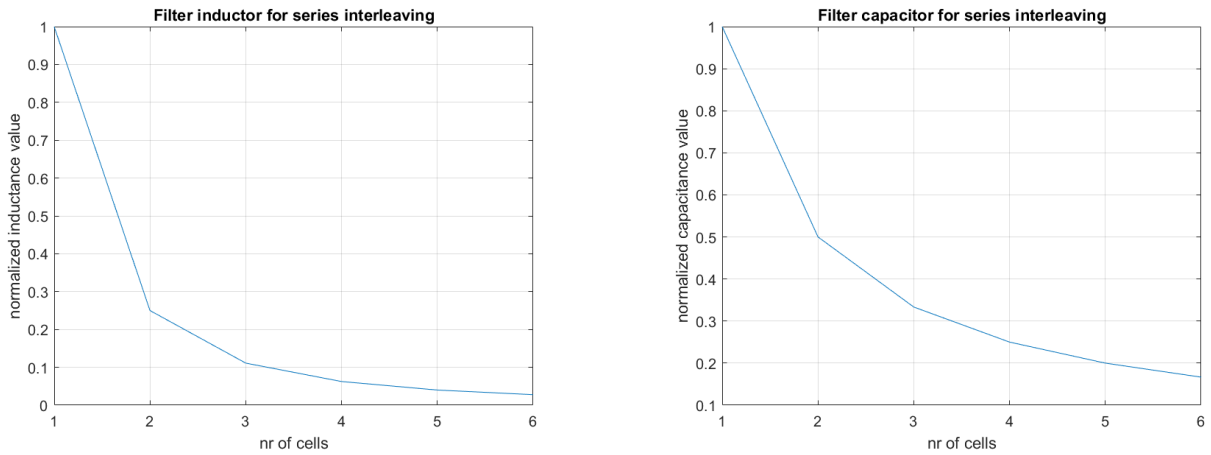 Filter inductor for series interleaving
normalized inductance value
1
0.9
0.8
0.7
0.6
0.5
0.4
0.3
0.2
0.1
0
1 2 3 4 5 6
nr of cells
Filter capacitor for series interleaving
normalized capacitance value
1
0.9
0.8
0.7
0.6
0.5
0.4
0.3
0.2
0.1
1 2 3 4 5 6
nr of cells